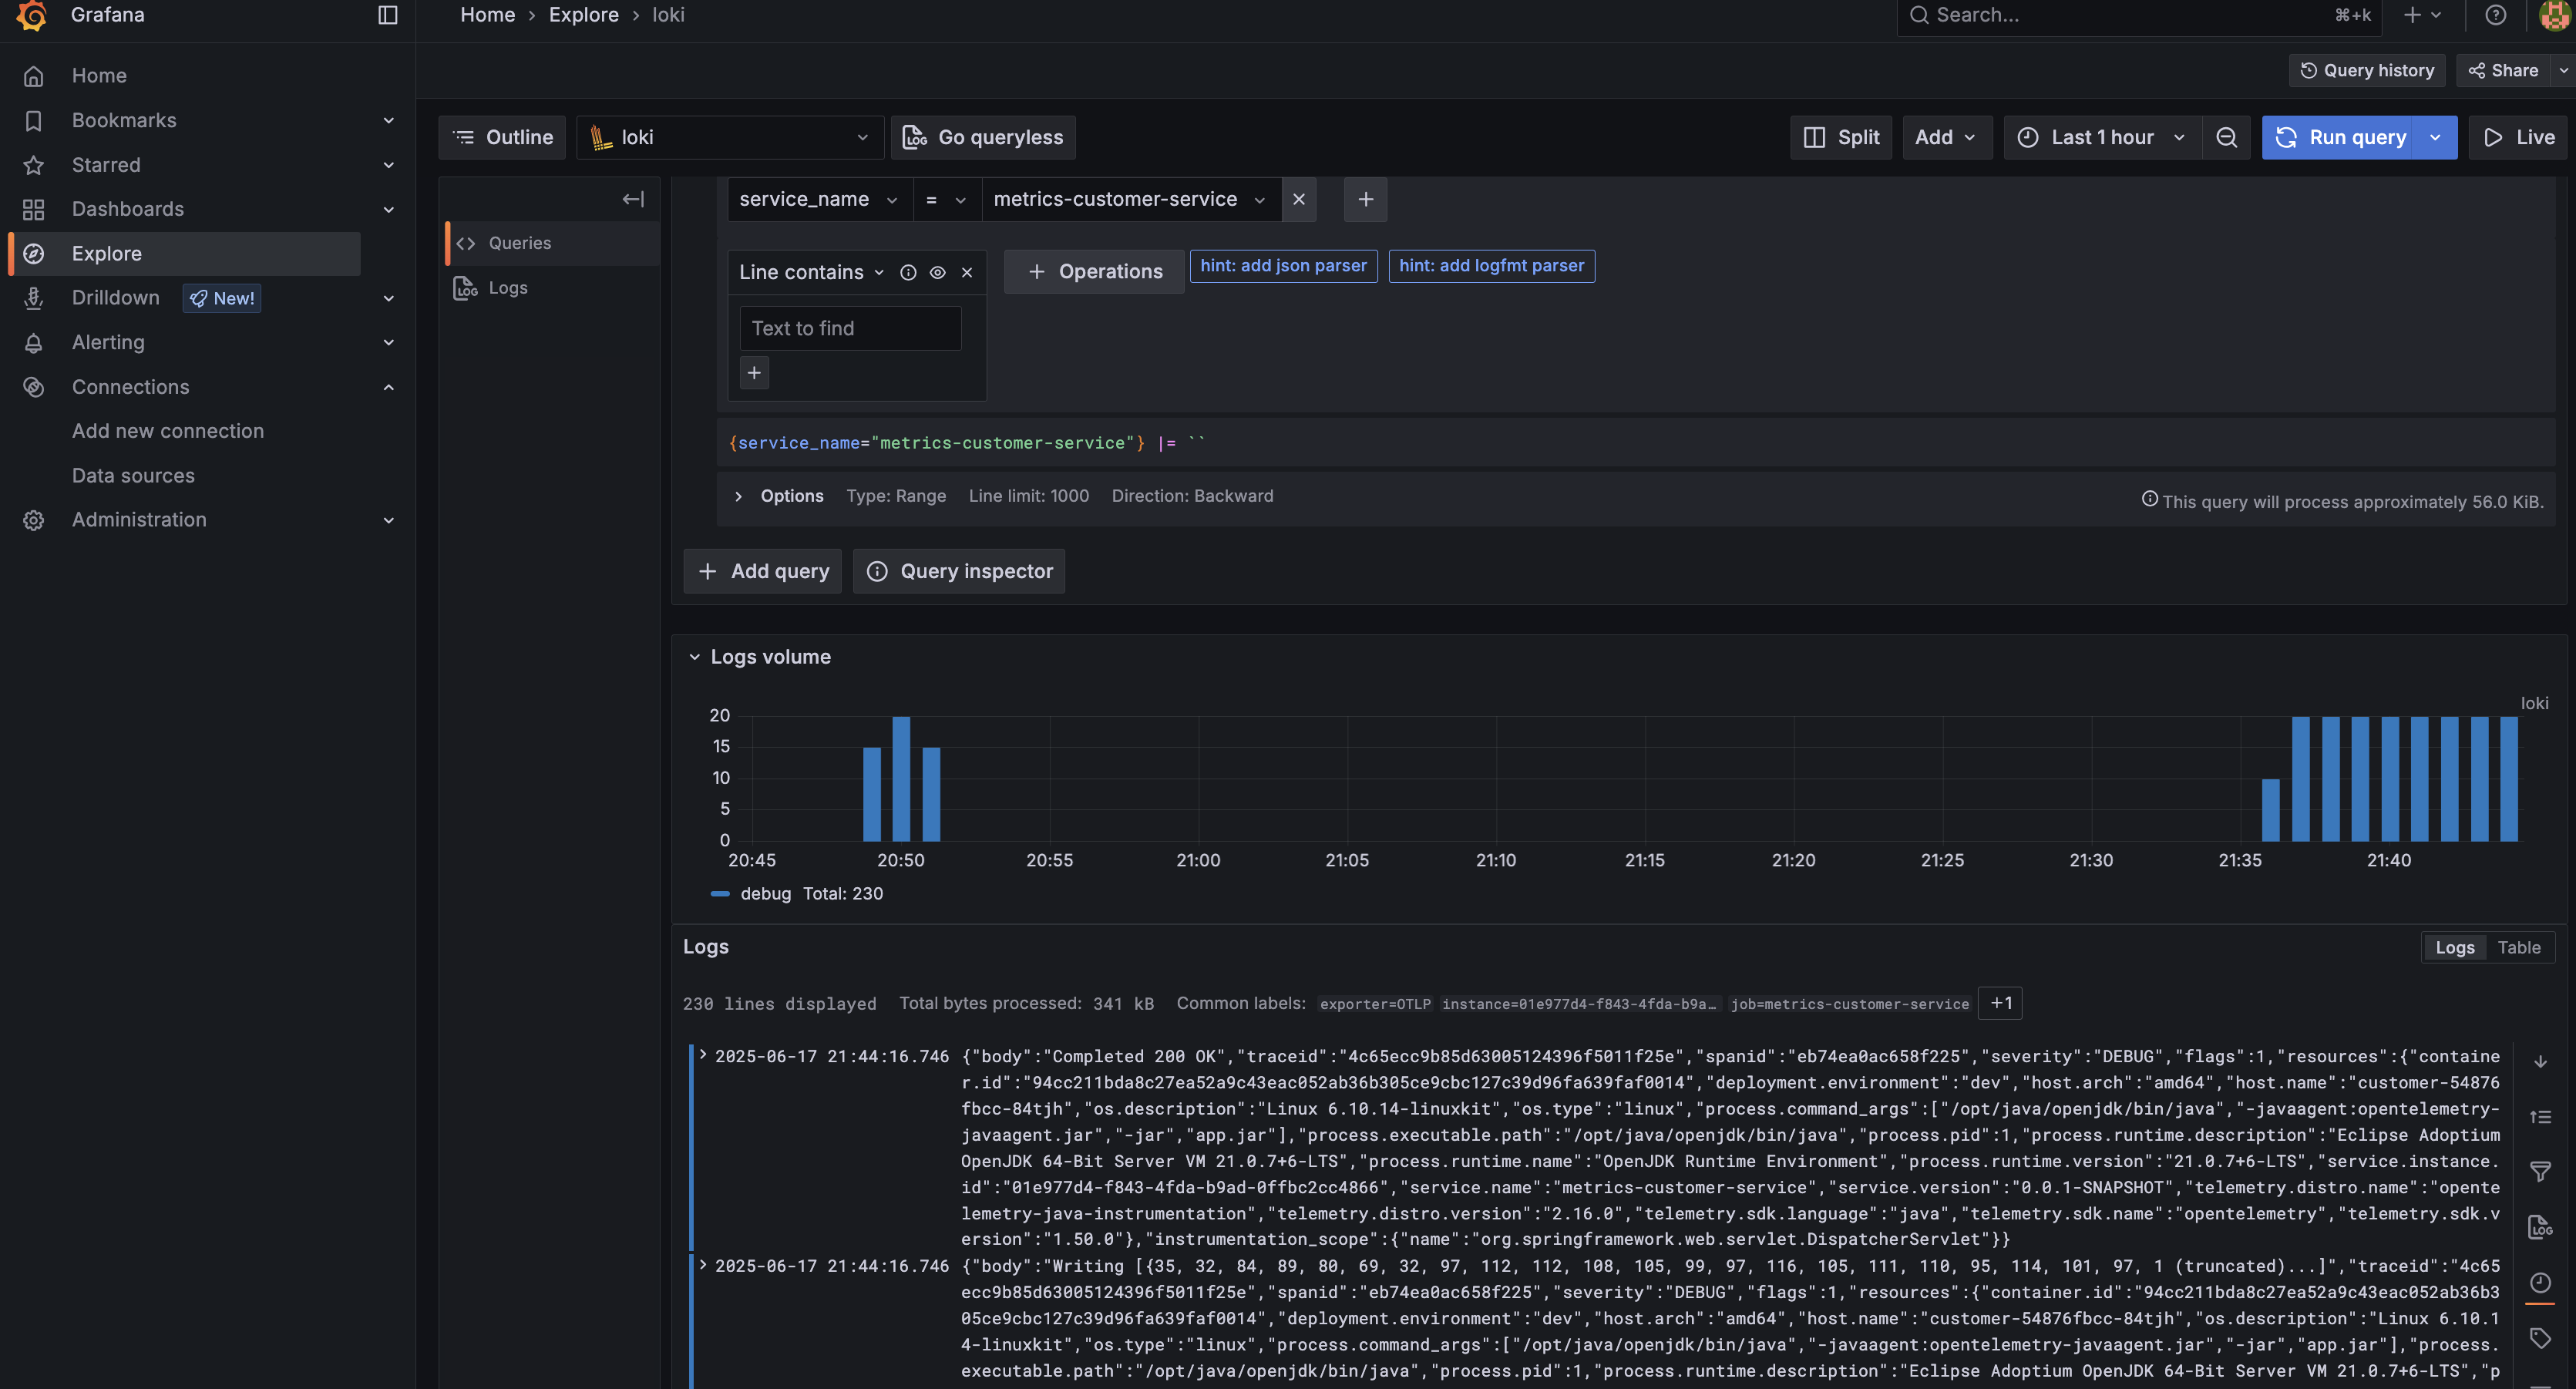 Grafana
Home › Explore › loki
Search...
⌘+k
Query history
Share
Home
Bookmarks
Starred
Dashboards
Explore
Drilldown
New!
Alerting
Connections
Add new connection
Data sources
Administration
Outline
loki
Go queryless
Split
Add
Last 1 hour
Run query
Live
Queries
Logs
service_name
=
metrics-customer-service
Line contains
Operations
hint: add json parser
hint: add logfmt parser
Text to find
{service_name="metrics-customer-service"} |= ``
Options Type: Range Line limit: 1000 Direction: Backward
This query will process approximately 56.0 KiB.
Add query
Query inspector
Logs volume
loki
20
15
10
5
0
20:45 20:50 20:55 21:00 21:05 21:10 21:15 21:20 21:25 21:30 21:35 21:40
debug Total: 230
Logs
Logs Table
230 lines displayed Total bytes processed: 341 kB Common labels: exporter=OTLP instance=01e977d4-f843-4fda-b9a… job=metrics-customer-service +1
2025-06-17 21:44:16.746 {"body":"Completed 200 OK","traceid":"4c65ecc9b85d63005124396f5011f25e","spanid":"eb74ea0ac658f225","severity":"DEBUG","flags":1,"resources":{"containe
r.id":"94cc211bda8c27ea52a9c43eac052ab36b305ce9cbc127c39d96fa639faf0014","deployment.environment":"dev","host.arch":"amd64","host.name":"customer-54876
fbcc-84tjh","os.description":"Linux 6.10.14-linuxkit","os.type":"linux","process.command_args":["/opt/java/openjdk/bin/java","-javaagent:opentelemetry-
javaagent.jar","-jar","app.jar"],"process.executable.path":"/opt/java/openjdk/bin/java","process.pid":1,"process.runtime.description":"Eclipse Adoptium
OpenJDK 64-Bit Server VM 21.0.7+6-LTS","process.runtime.name":"OpenJDK Runtime Environment","process.runtime.version":"21.0.7+6-LTS","service.instance.
id":"01e977d4-f843-4fda-b9ad-0ffbc2cc4866","service.name":"metrics-customer-service","service.version":"0.0.1-SNAPSHOT","telemetry.distro.name":"opente
lemetry-java-instrumentation","telemetry.distro.version":"2.16.0","telemetry.sdk.language":"java","telemetry.sdk.name":"opentelemetry","telemetry.sdk.v
ersion":"1.50.0"},"instrumentation_scope":{"name":"org.springframework.web.servlet.DispatcherServlet"}}
2025-06-17 21:44:16.746 {"body":"Writing [{35, 32, 84, 89, 80, 69, 32, 97, 112, 112, 108, 105, 99, 97, 116, 105, 111, 110, 95, 114, 101, 97, 1 (truncated)...]","traceid":"4c65
ecc9b85d63005124396f5011f25e","spanid":"eb74ea0ac658f225","severity":"DEBUG","flags":1,"resources":{"container.id":"94cc211bda8c27ea52a9c43eac052ab36b3
05ce9cbc127c39d96fa639faf0014","deployment.environment":"dev","host.arch":"amd64","host.name":"customer-54876fbcc-84tjh","os.description":"Linux 6.10.1
4-linuxkit","os.type":"linux","process.command_args":["/opt/java/openjdk/bin/java","-javaagent:opentelemetry-javaagent.jar","-jar","app.jar"],"process.
executable.path":"/opt/java/openjdk/bin/java","process.pid":1,"process.runtime.description":"Eclipse Adoptium OpenJDK 64-Bit Server VM 21.0.7+6-LTS","p